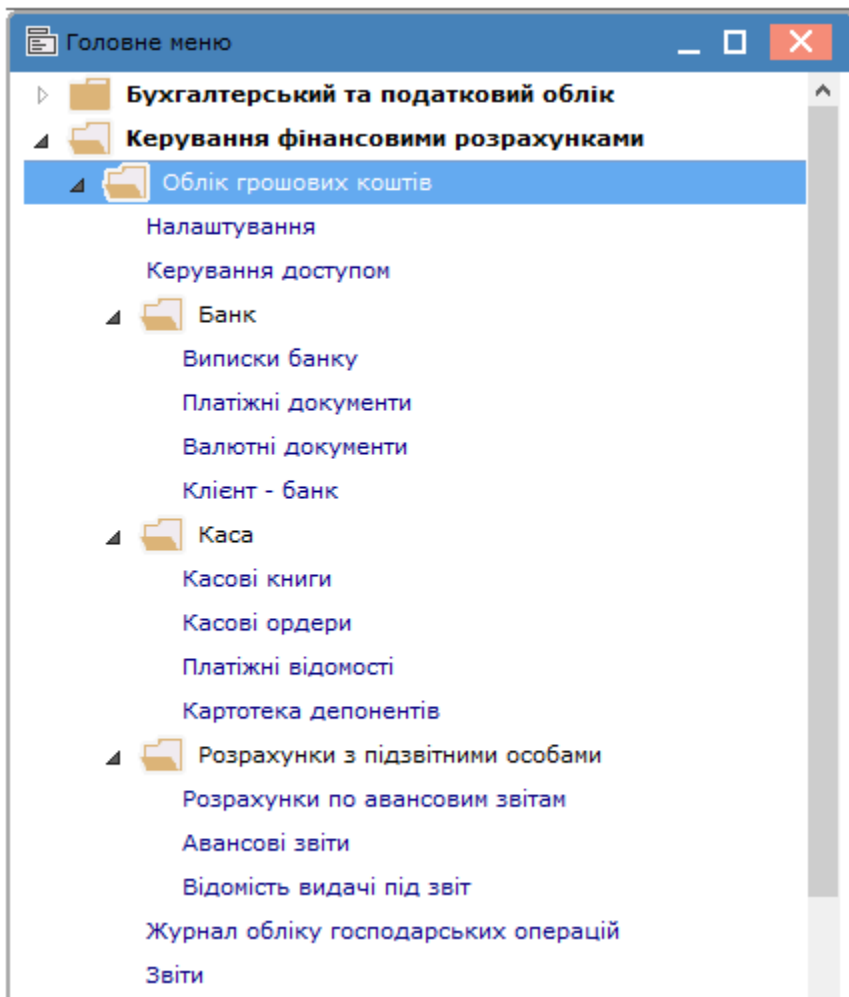 Головне меню
Бухгалтерський та податковий облік
Керування фінансовими розрахунками
Облік грошових коштів
Налаштування
Керування доступом
Банк
Виписки банку
Платіжні документи
Валютні документи
Клієнт - банк
Каса
Касові книги
Касові ордери
Платіжні відомості
Картотека депонентів
Розрахунки з підзвітними особами
Розрахунки по авансовим звітам
Авансові звіти
Відомість видачі під звіт
Журнал обліку господарських операцій
Звіти